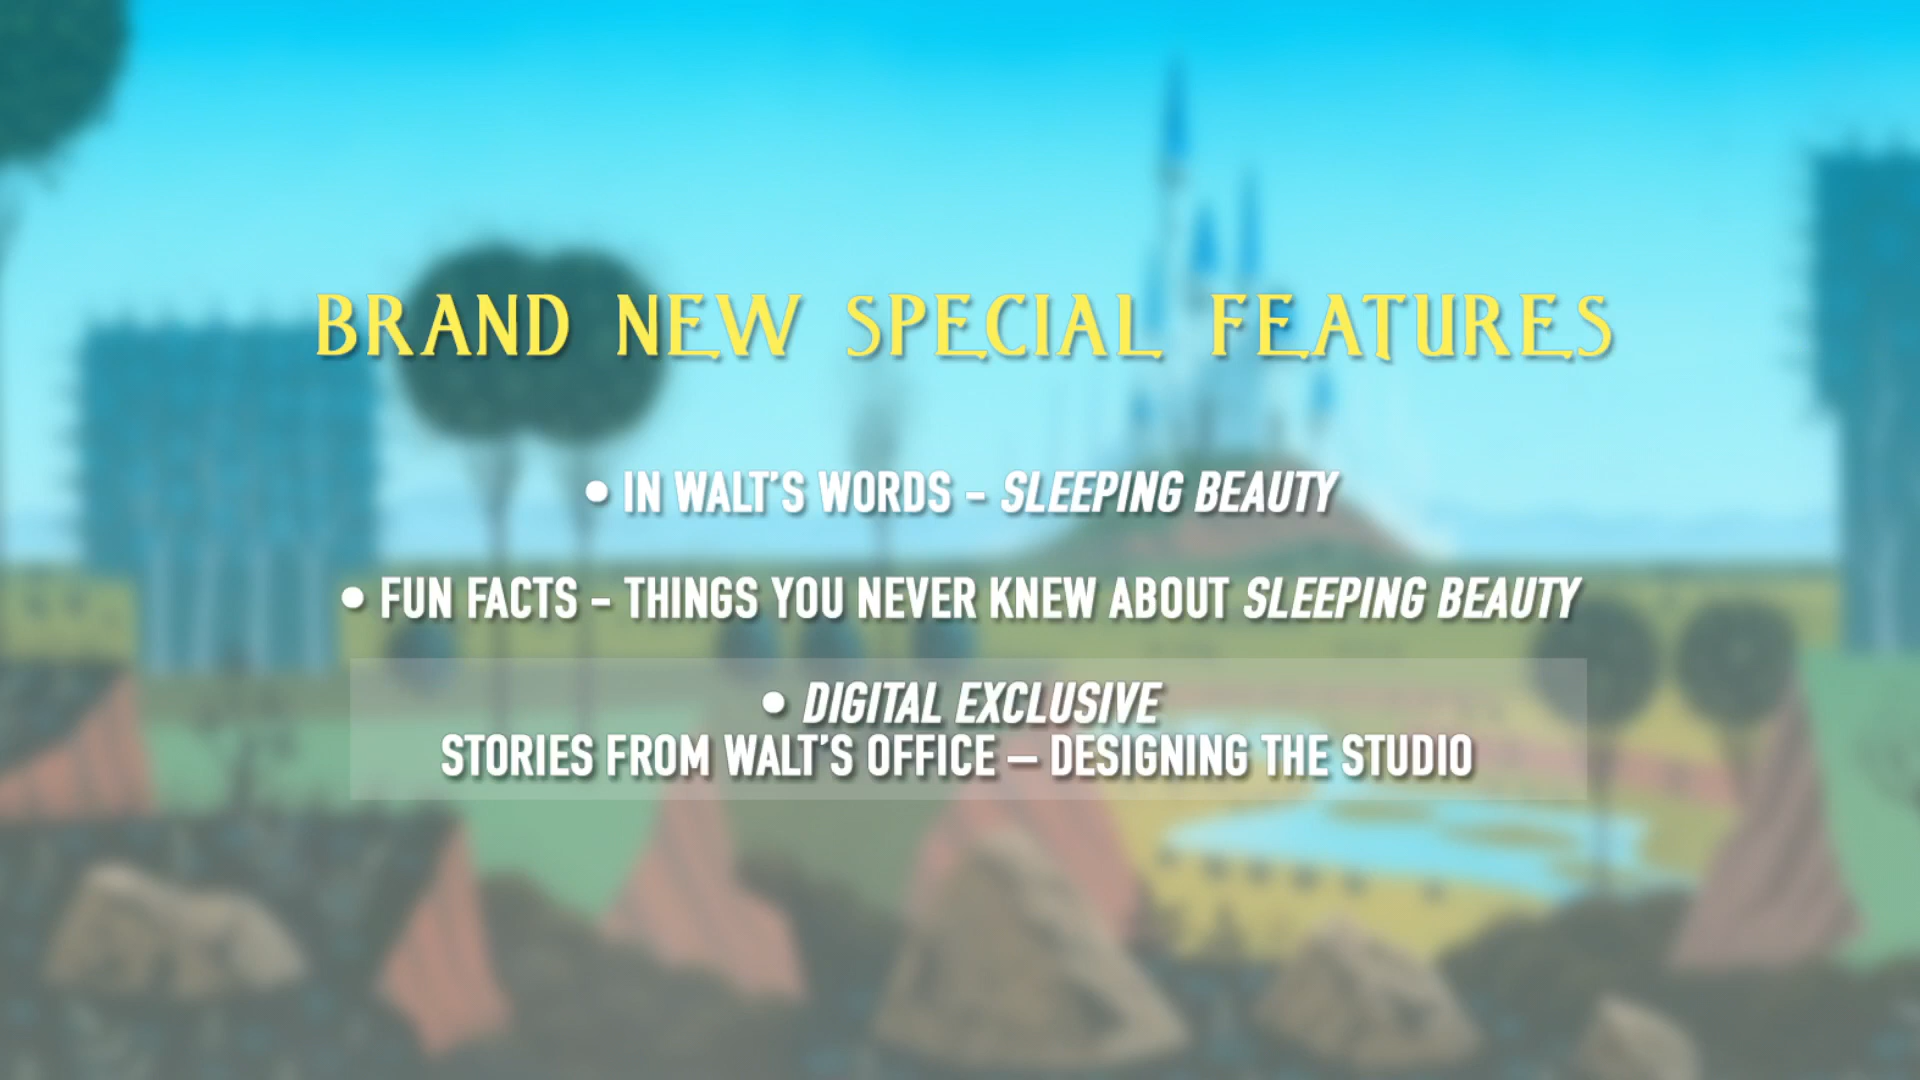 BRAND NEW SPECIAL FEATURES
• IN WALT'S WORDS – SLEEPING BEAUTY
• FUN FACTS – THINGS YOU NEVER KNEW ABOUT SLEEPING BEAUTY
• DIGITAL EXCLUSIVE
STORIES FROM WALT'S OFFICE – DESIGNING THE STUDIO